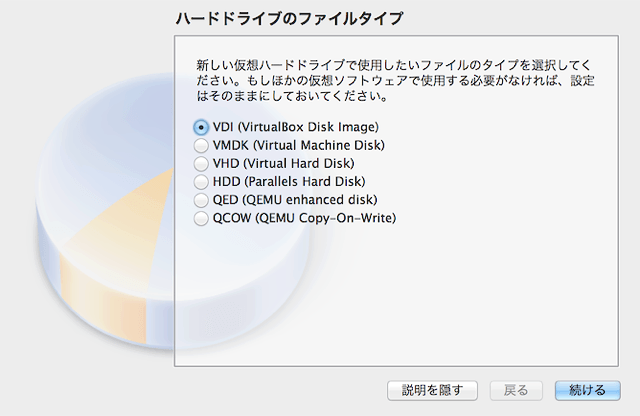 ハードドライブのファイルタイプ
新しい仮想ハードドライブで使用したいファイルのタイプを選択してく
ださい。もしほかの仮想ソフトウェアで使用する必要がなければ、設定
はそのままにしておいてください。
VDI (VirtualBox Disk Image)
VMDK (Virtual Machine Disk)
VHD (Virtual Hard Disk)
HDD (Parallels Hard Disk)
QED (QEMU enhanced disk)
QCOW (QEMU Copy-On-Write)
説明を隠す 戻る 続ける